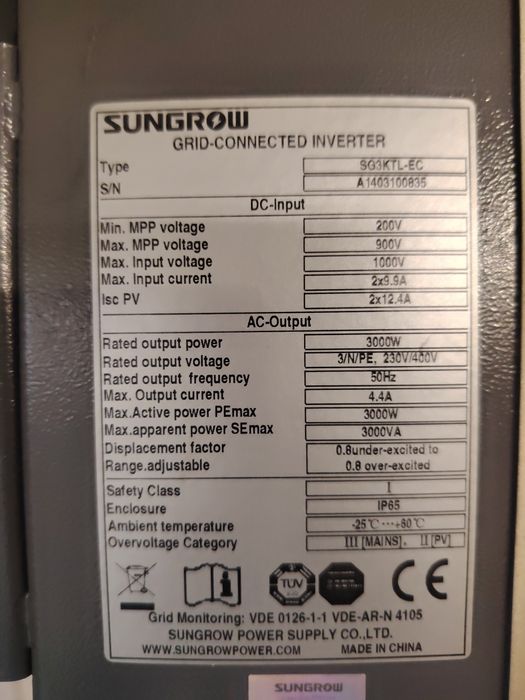 SUNGROW
GRID-CONNECTED INVERTER
Type SG3KTL-EC
S/N A1403100835
DC-Input
Min. MPP voltage 200V
Max. MPP voltage 900V
Max. Input voltage 1000V
Max. Input current 2x9.9A
Isc PV 2x12.4A
AC-Output
Rated output power 3000W
Rated output voltage 3/N/PE, 230V/400V
Rated output frequency 50Hz
Max. Output current 4.4A
Max.Active power PEmax 3000W
Max.apparent power SEmax 3000VA
Displacement factor 0.8under-excited to
Range.adjustable 0.8 over-excited
Safety Class I
Enclosure IP65
Ambient temperature -25℃···+60℃
Overvoltage Category III [MAINS], II [PV]
i TÜV CE
Grid Monitoring: VDE 0126-1-1 VDE-AR-N 4105
SUNGROW POWER SUPPLY CO.,LTD.
WWW.SUNGROWPOWER.COM MADE IN CHINA
SUNGROW